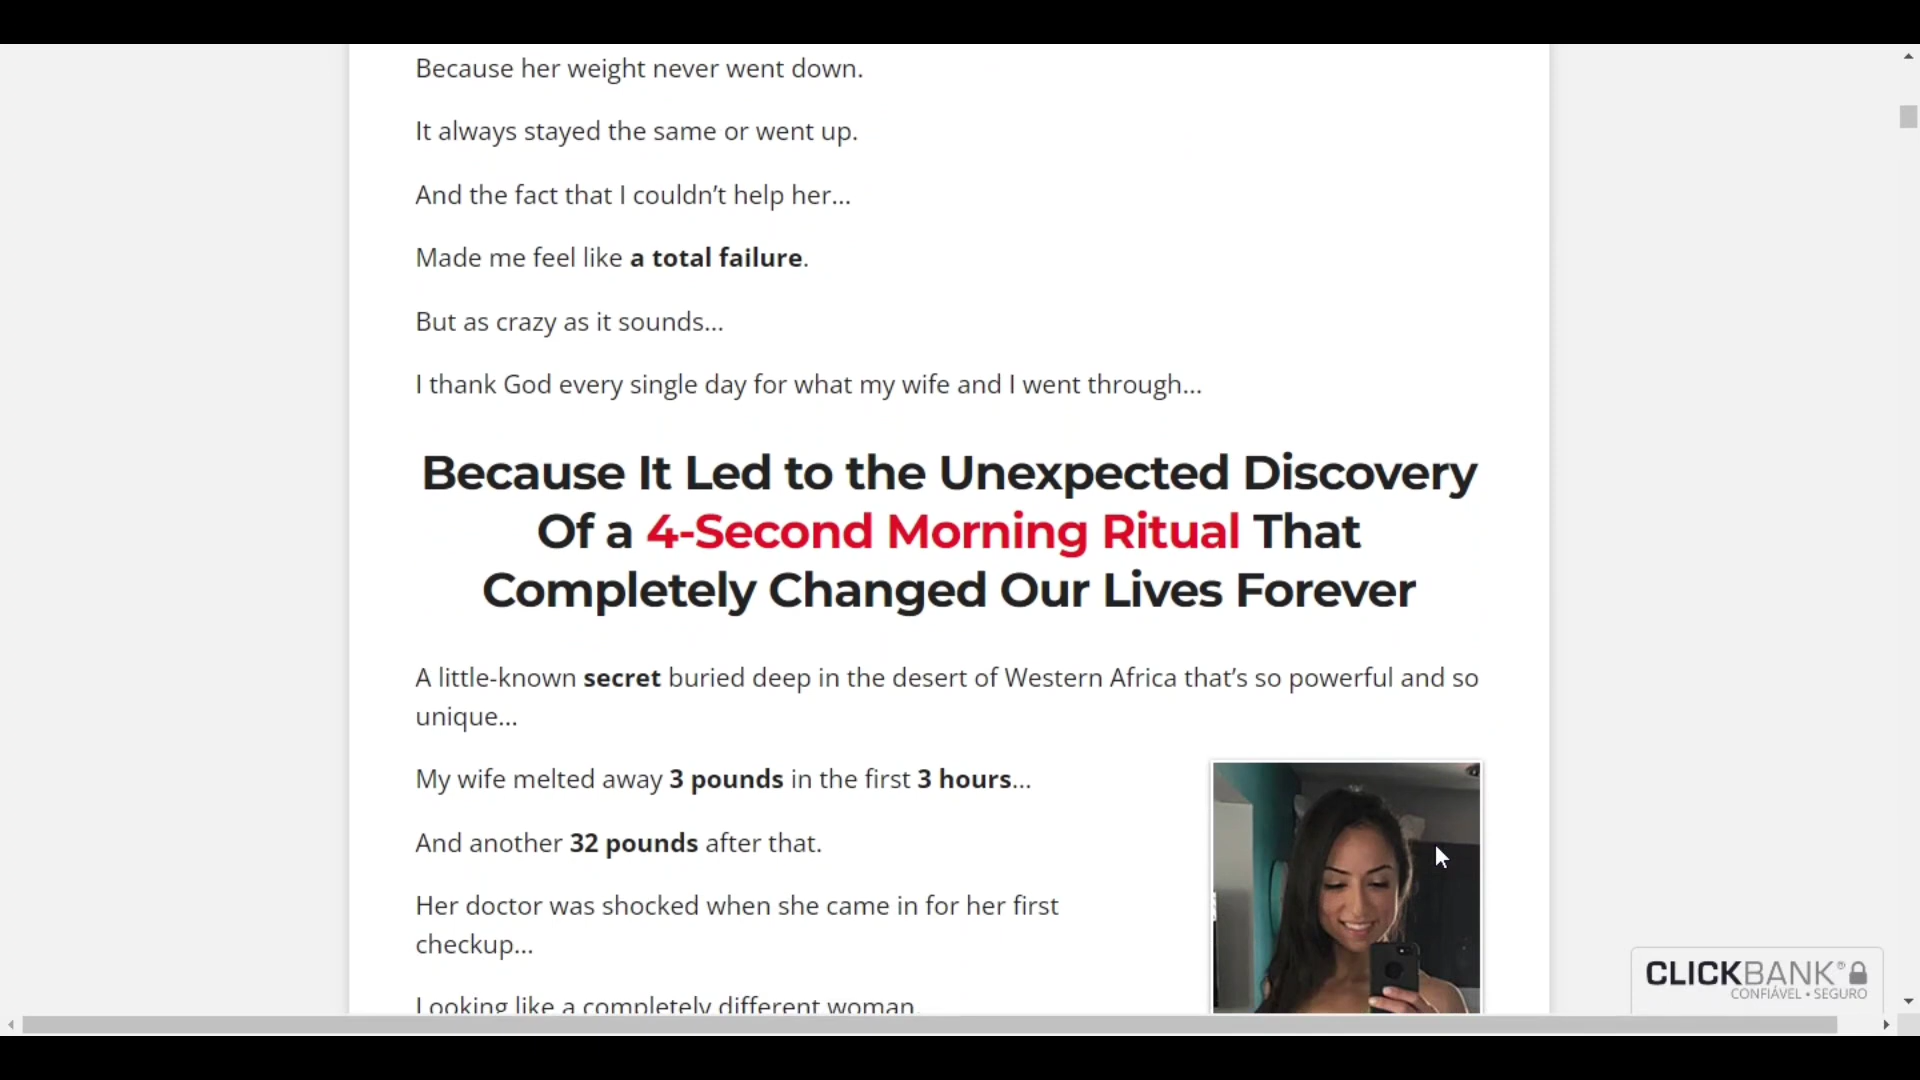 Because her weight never went down.
It always stayed the same or went up.
And the fact that I couldn’t help her...
Made me feel like a total failure.
But as crazy as it sounds...
I thank God every single day for what my wife and I went through...
Because It Led to the Unexpected Discovery
Of a 4-Second Morning Ritual That
Completely Changed Our Lives Forever
A little-known secret buried deep in the desert of Western Africa that’s so powerful and so
unique...
My wife melted away 3 pounds in the first 3 hours...
And another 32 pounds after that.
Her doctor was shocked when she came in for her first
checkup...
Looking like a completely different woman.
CLICKBANK®
CONFIÁVEL • SEGURO